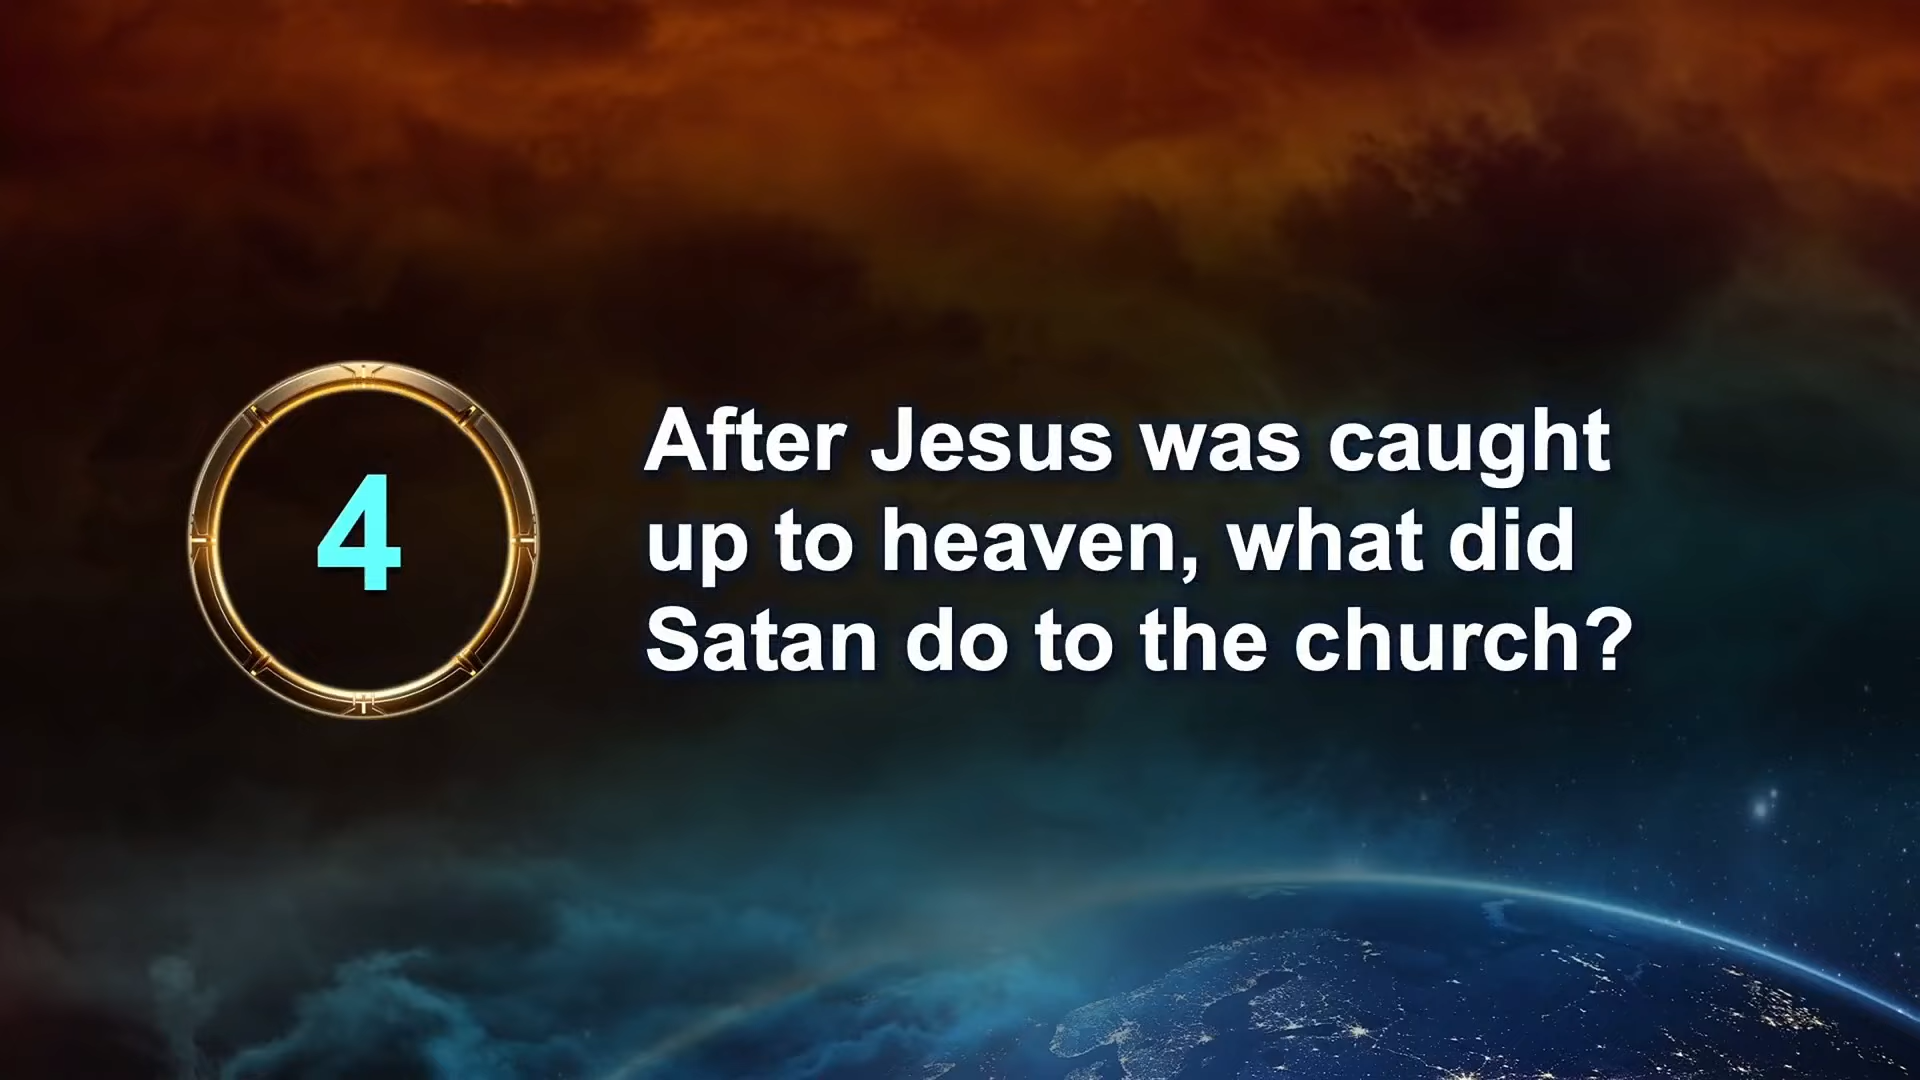 4
After Jesus was caught
up to heaven, what did
Satan do to the church?